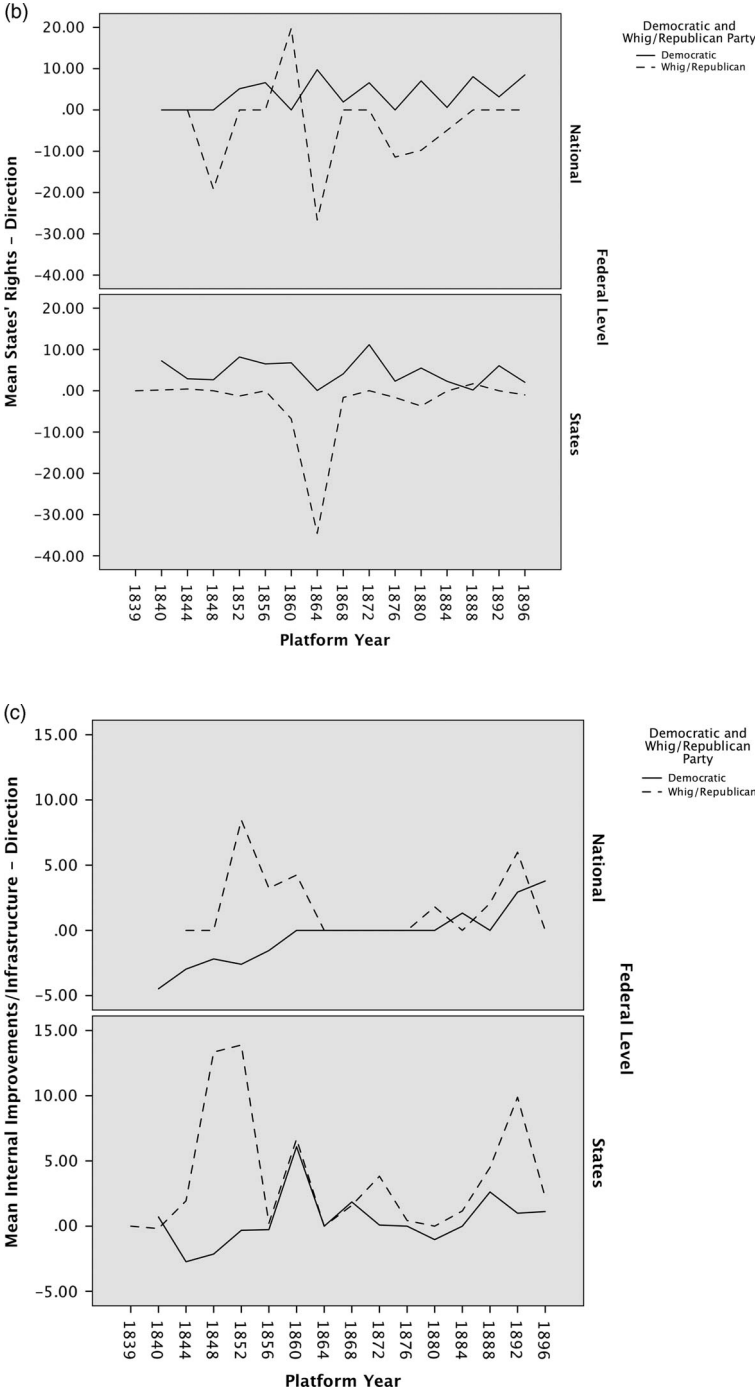 (b)
Democratic and
Whig/Republican Party
Democratic
Whig/Republican
Mean States' Rights – Direction
20.00
10.00
.00
-10.00
-20.00
-30.00
-40.00
National
20.00
10.00
.00
-10.00
-20.00
-30.00
-40.00
States
Federal Level
1839
1840
1844
1848
1852
1856
1860
1864
1868
1872
1876
1880
1884
1888
1892
1896
Platform Year
(c)
Democratic and
Whig/Republican
Party
Democratic
Whig/Republican
Mean Internal Improvements/Infrastructure – Direction
15.00
10.00
5.00
.00
-5.00
National
15.00
10.00
5.00
.00
-5.00
States
Federal Level
1839
1840
1844
1848
1852
1856
1860
1864
1868
1872
1876
1880
1884
1888
1892
1896
Platform Year